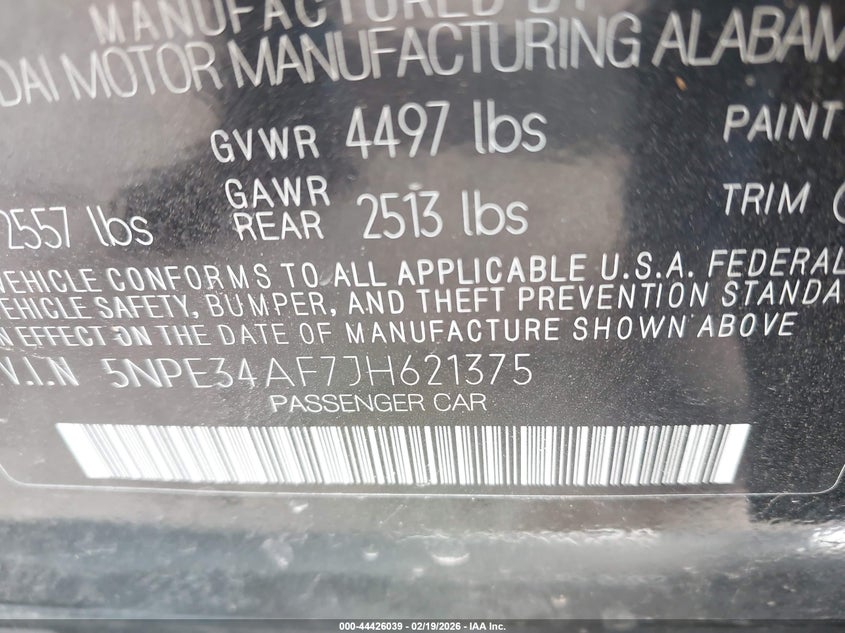 MANUFACTURED BY
DAI MOTOR MANUFACTURING ALABAM
GVWR 4497 lbs PAINT
2557 lbs GAWR REAR 2513 lbs TRIM
VEHICLE CONFORMS TO ALL APPLICABLE U.S.A. FEDERAL
VEHICLE SAFETY, BUMPER, AND THEFT PREVENTION STANDA
IN EFFECT ON THE DATE OF MANUFACTURE SHOWN ABOVE
V.I.N 5NPE34AF7JH621375
PASSENGER CAR
000-44426039 - 02/19/2026 - IAA Inc.